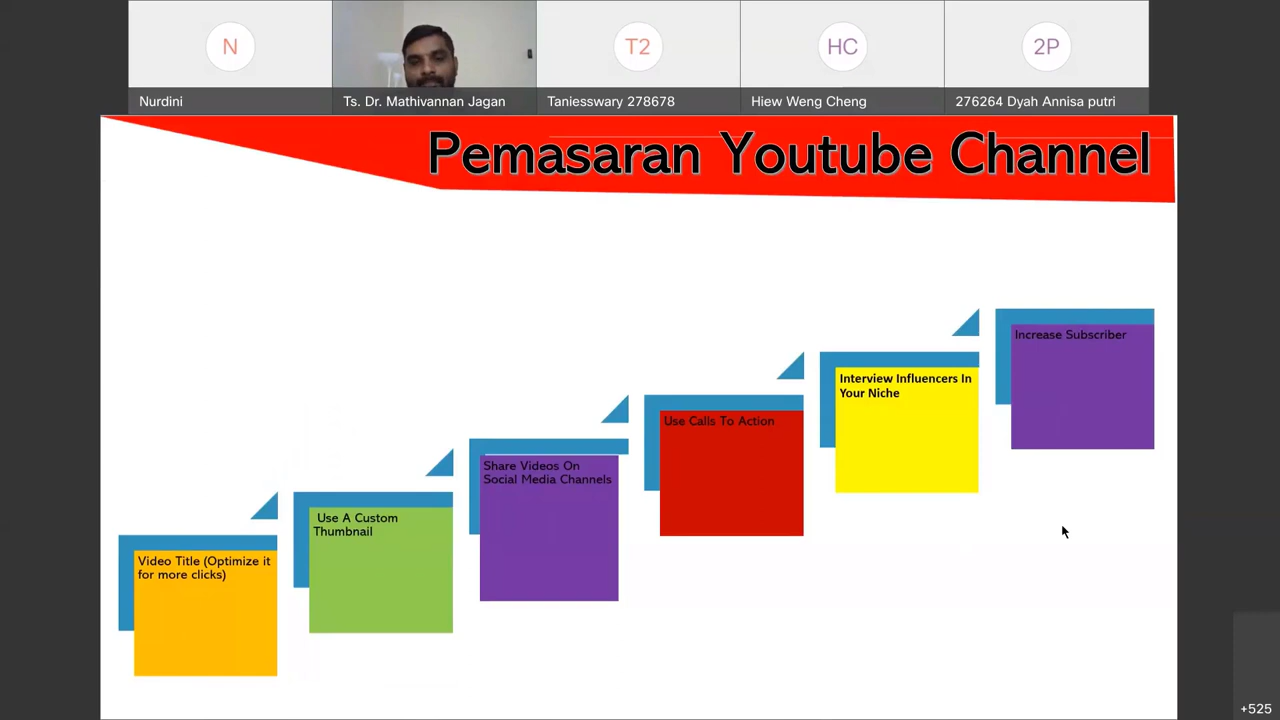 N
T2
HC
2P
Nurdini
Ts. Dr. Mathivannan Jagan
Taniesswary 278678
Hiew Weng Cheng
276264 Dyah Annisa putri
Pemasaran Youtube Channel
Video Title (Optimize it
for more clicks)
Use A Custom
Thumbnail
Share Videos On
Social Media Channels
Use Calls To Action
Interview Influencers In
Your Niche
Increase Subscriber
+525